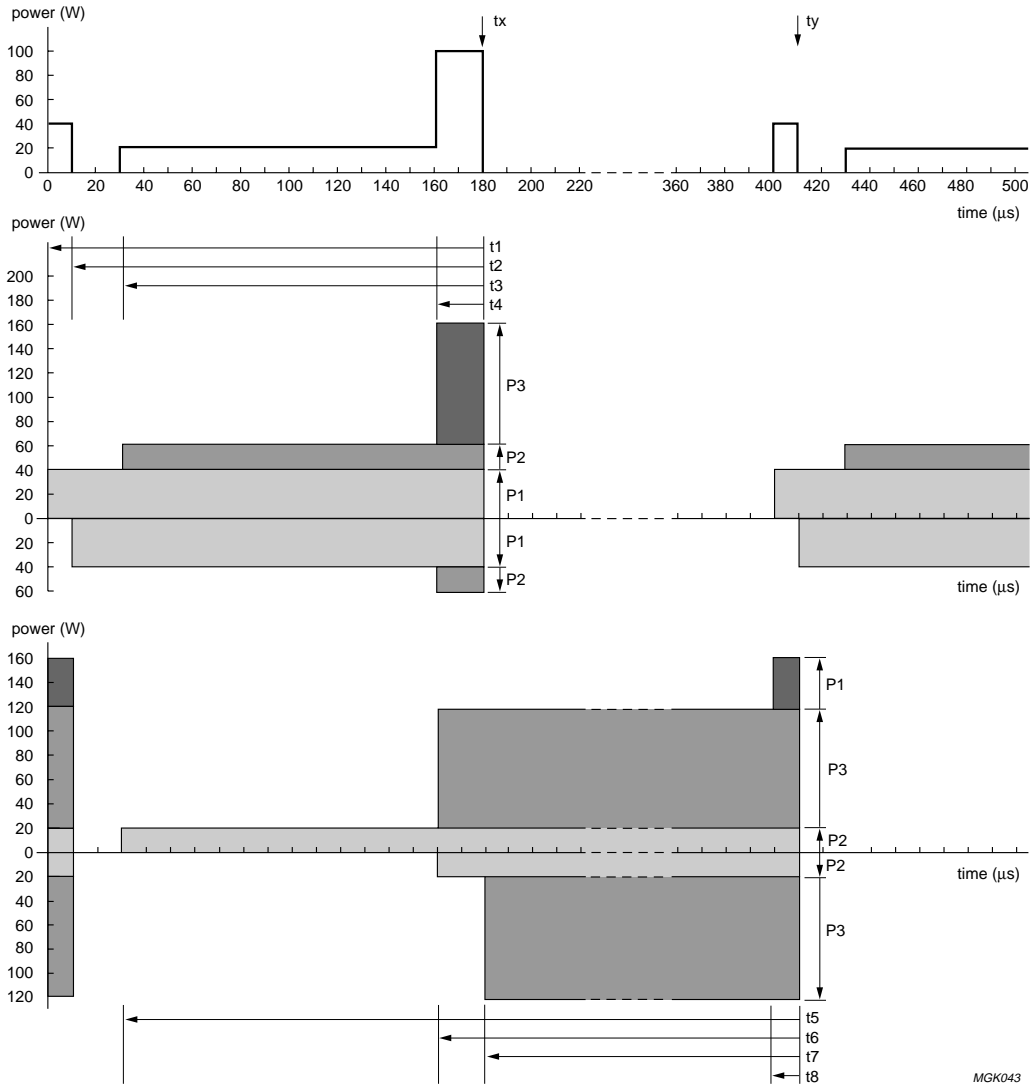 power (W)
tx
ty
100
80
60
40
20
0
0 20 40 60 80 100 120 140 160 180 200 220 360 380 400 420 440 460 480 500
time (μs)
power (W)
t1
t2
t3
t4
200
180
160
140
120
100
80
60
40
20
0
20
40
60
P3
P2
P1
P1
P2
time (μs)
power (W)
160
140
120
100
80
60
40
20
0
20
40
60
80
100
120
P1
P3
P2
P2
P3
time (μs)
t5
t6
t7
t8
MGK043